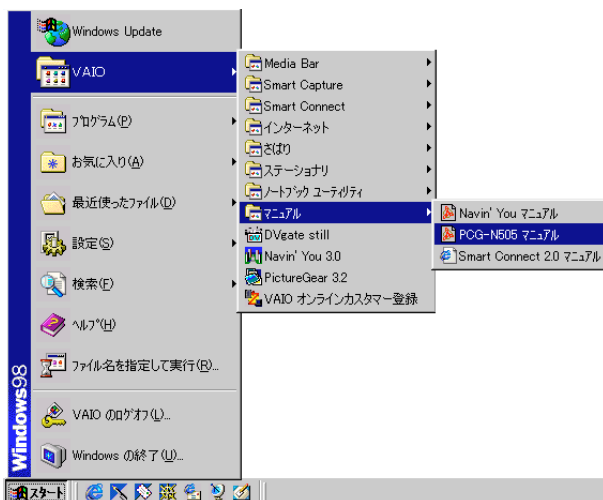 Windows Update
VAIO
プログラム(P)
お気に入り(A)
最近使ったファイル(D)
設定(S)
検索(F)
ヘルプ(H)
ファイル名を指定して実行(R)...
VAIO のログオフ(L)...
Windows の終了(U)...
Windows98
スタート
Media Bar
Smart Capture
Smart Connect
インターネット
さぱり
ステーショナリ
ノートブック ユーティリティ
マニュアル
DVgate still
Navin' You 3.0
PictureGear 3.2
VAIO オンラインカスタマー登録
Navin' You マニュアル
PCG-N505 マニュアル
Smart Connect 2.0 マニュアル